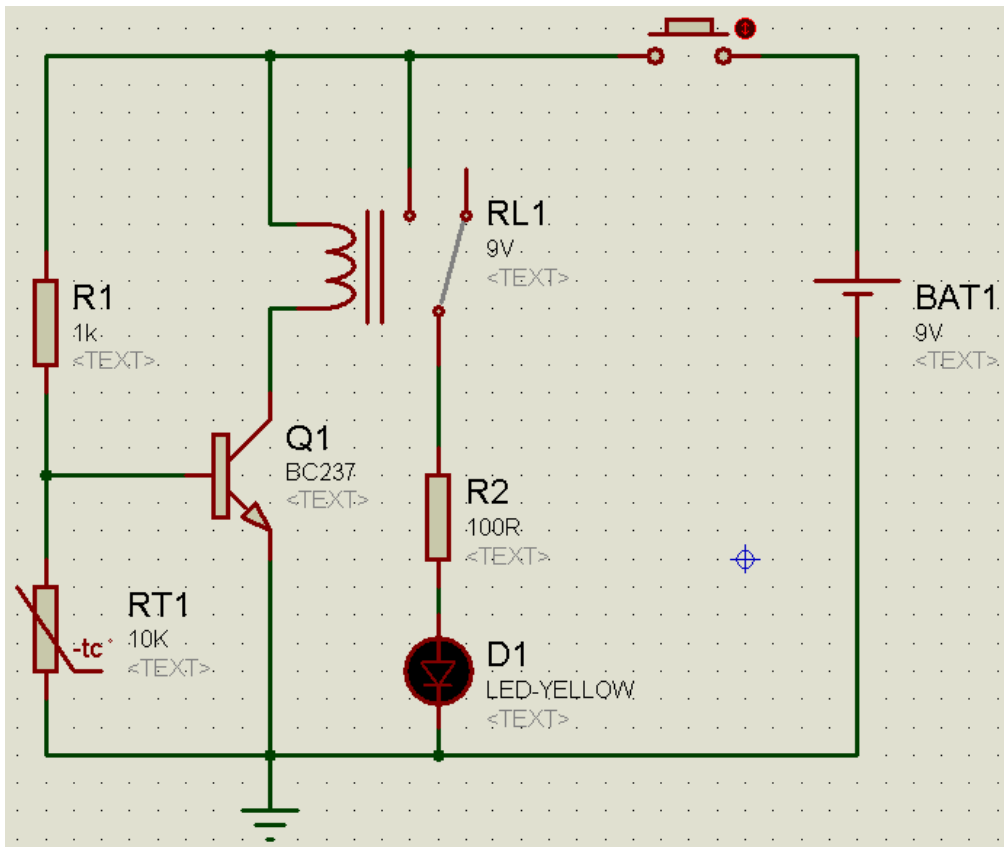 RL1
9V
<TEXT>
R1
1k
<TEXT>
BAT1
9V
<TEXT>
Q1
BC237
<TEXT>
R2
100R
<TEXT>
RT1
-tc°
10K
<TEXT>
D1
LED-YELLOW
<TEXT>